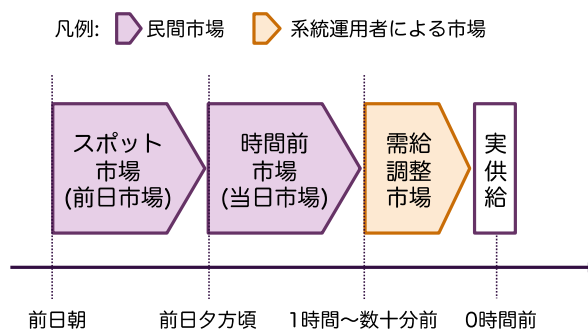 凡例: 民間市場 系統運用者による市場
スポット
市場
(前日市場)
時間前
市場
(当日市場)
需給
調整
市場
実
供
給
前日朝 前日夕方頃 1時間〜数十分前 0時間前